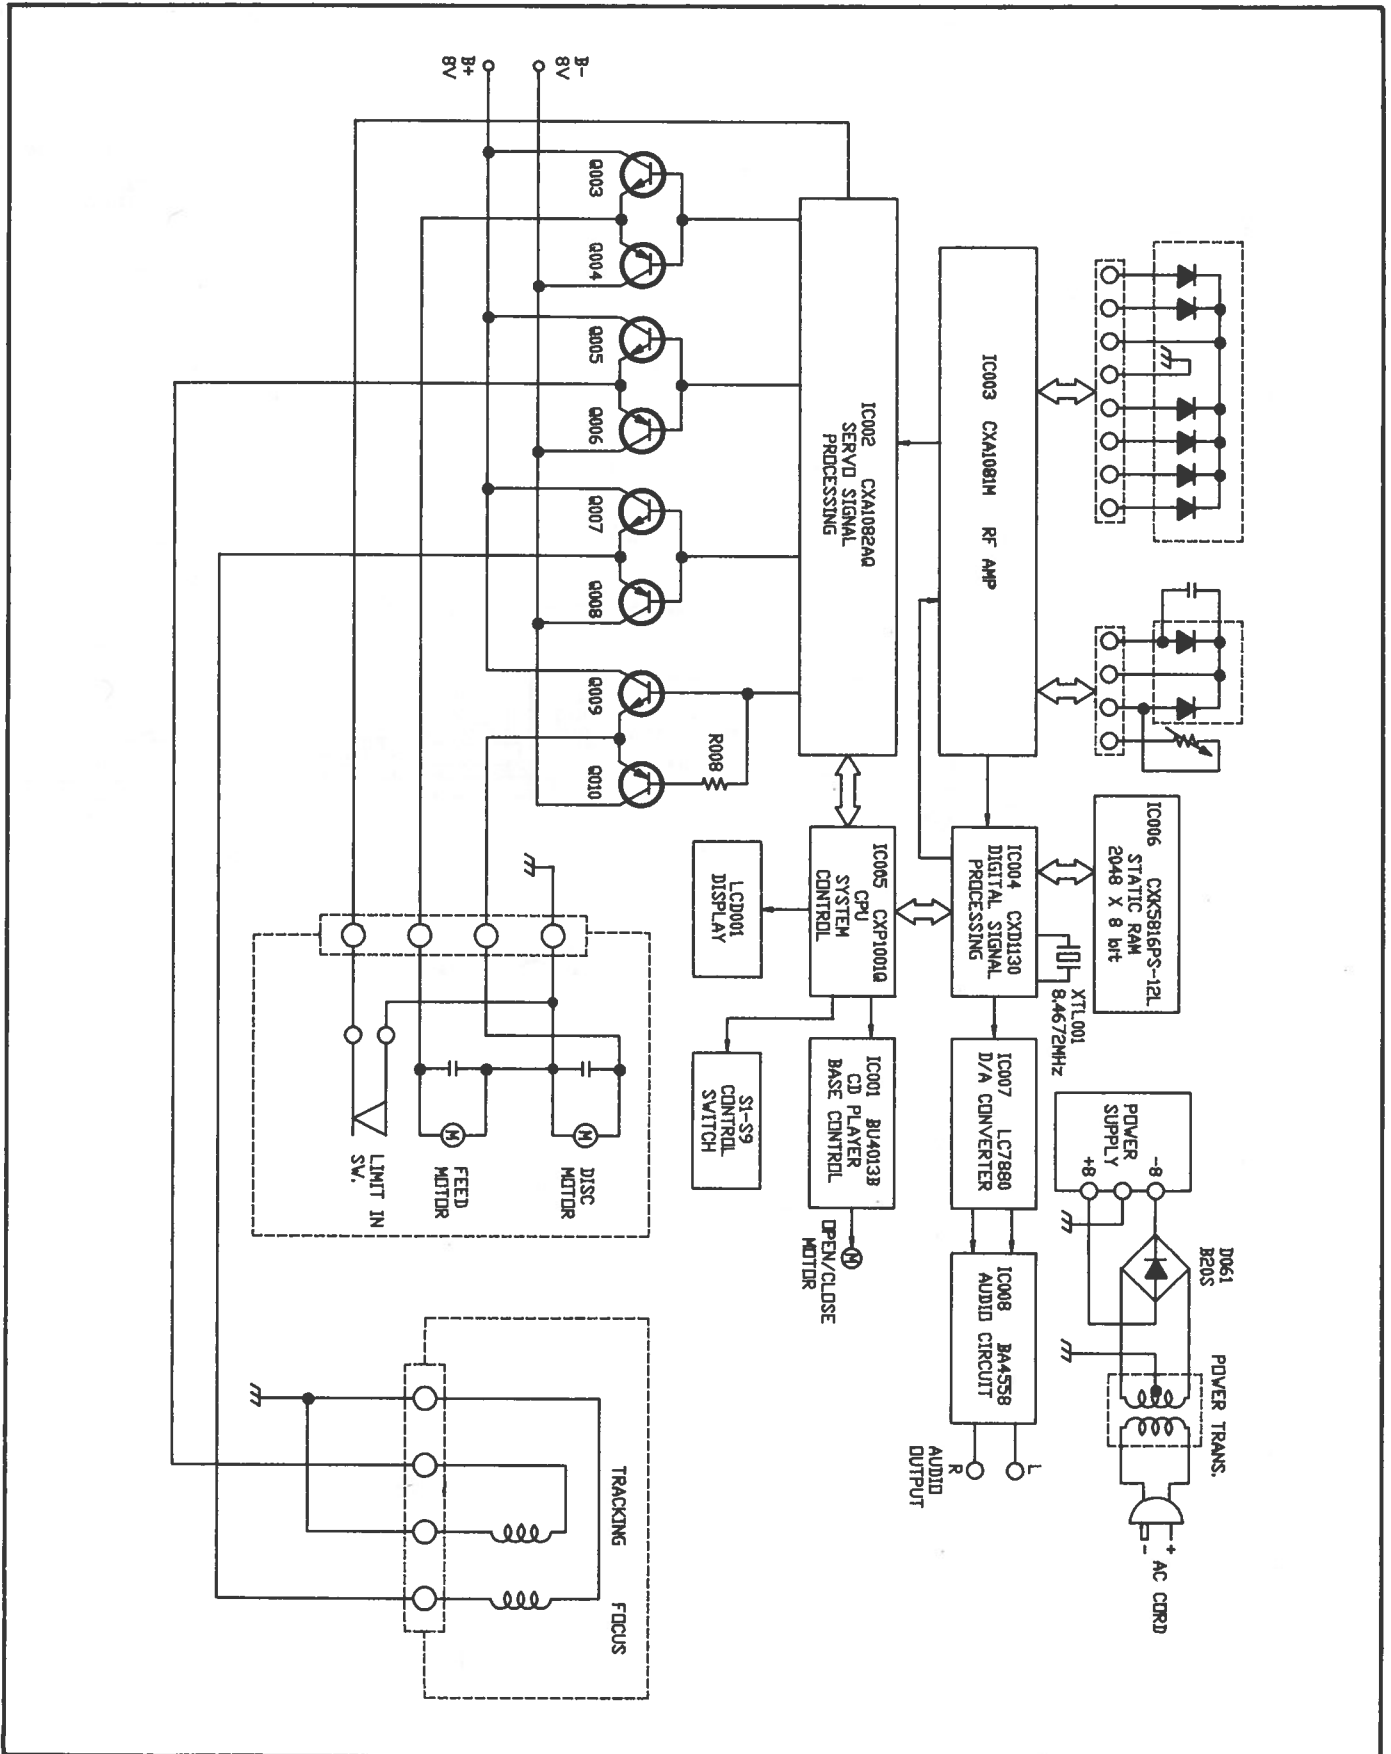 IC003 CXA1081M RF AMP
IC006 CXK5816PS-12L
STATIC RAM
2048 X 8 bit
XTL001
8.4672MHz
POWER
SUPPLY
-8
+8
D061
B20S
POWER TRANS.
+
-
AC CORD
IC004 CXD1130
DIGITAL SIGNAL
PROCESSING
IC007 LC7880
D/A CONVERTER
IC008 BA4558
AUDIO CIRCUIT
L
R
AUDIO
OUTPUT
IC002 CXA1082AQ
SERVO SIGNAL
PROCESSING
IC005 CXP1001Q
CPU
SYSTEM
CONTROL
IC001 BU4013B
CD PLAYER
BASE CONTROL
M
OPEN/CLOSE
MOTOR
LCD001
DISPLAY
S1-S9
CONTROL
SWITCH
R008
Q003
Q004
Q005
Q006
Q007
Q008
Q009
Q010
B-
8V
B+
8V
M
DISC
MOTOR
M
FEED
MOTOR
LIMIT IN
SW.
TRACKING
FOCUS